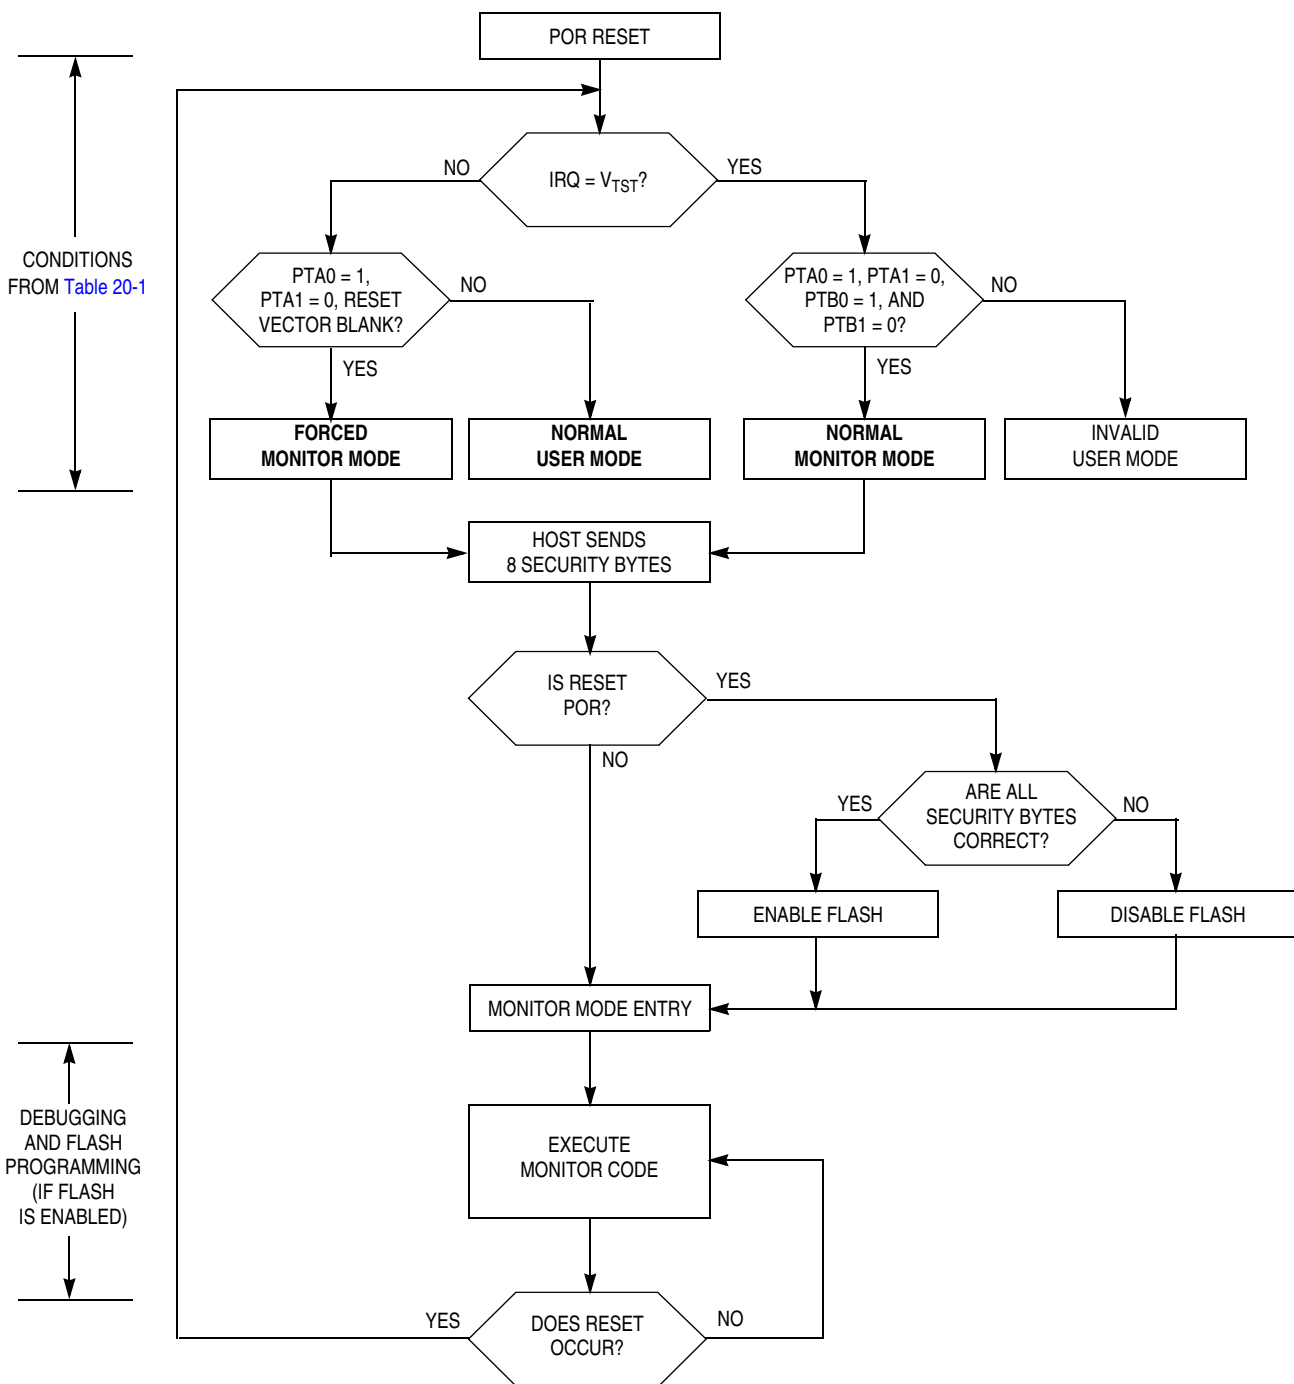 POR RESET
NO
YES
IRQ = VTST?
CONDITIONS
FROM Table 20-1
PTA0 = 1,
PTA1 = 0, RESET
VECTOR BLANK?
NO
YES
PTA0 = 1, PTA1 = 0,
PTB0 = 1, AND
PTB1 = 0?
NO
YES
FORCED
MONITOR MODE
NORMAL
USER MODE
NORMAL
MONITOR MODE
INVALID
USER MODE
HOST SENDS
8 SECURITY BYTES
IS RESET
POR?
YES
NO
ARE ALL
SECURITY BYTES
CORRECT?
YES
NO
ENABLE FLASH
DISABLE FLASH
MONITOR MODE ENTRY
DEBUGGING
AND FLASH
PROGRAMMING
(IF FLASH
IS ENABLED)
EXECUTE
MONITOR CODE
YES
DOES RESET
OCCUR?
NO